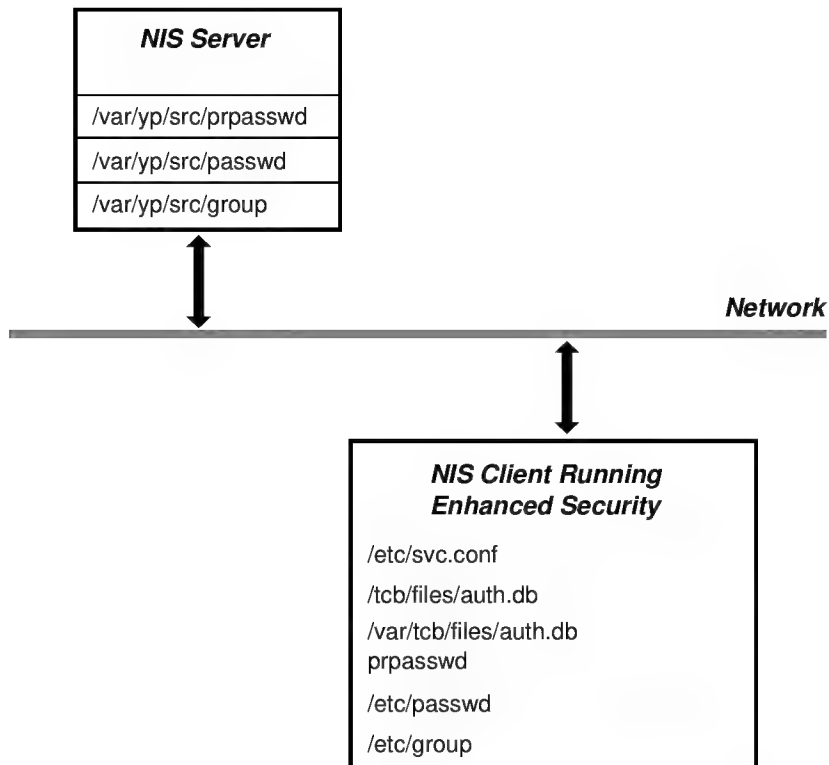 NIS Server
/var/yp/src/prpasswd
/var/yp/src/passwd
/var/yp/src/group
Network
NIS Client Running
Enhanced Security
/etc/svc.conf
/tcb/files/auth.db
/var/tcb/files/auth.db
prpasswd
/etc/passwd
/etc/group